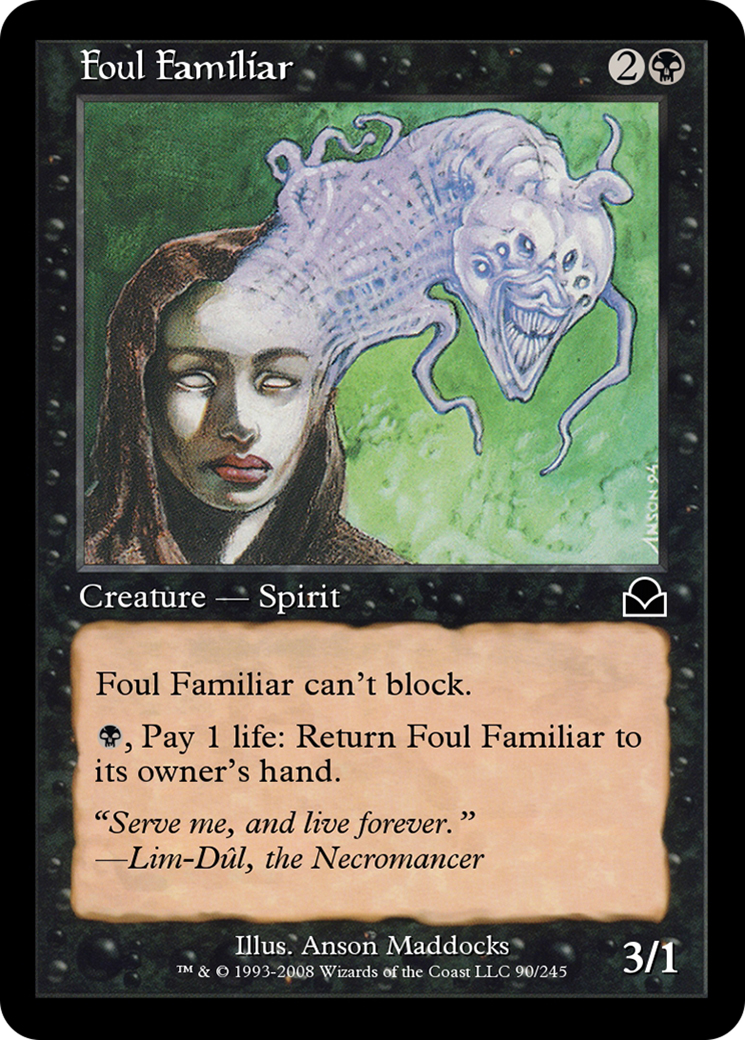 Foul Familiar
2
ANSON 94
Creature — Spirit
Foul Familiar can't block.
, Pay 1 life: Return Foul Familiar to
its owner's hand.
“Serve me, and live forever.”
—Lim-Dûl, the Necromancer
Illus. Anson Maddocks
™ & © 1993-2008 Wizards of the Coast LLC 90/245
3/1